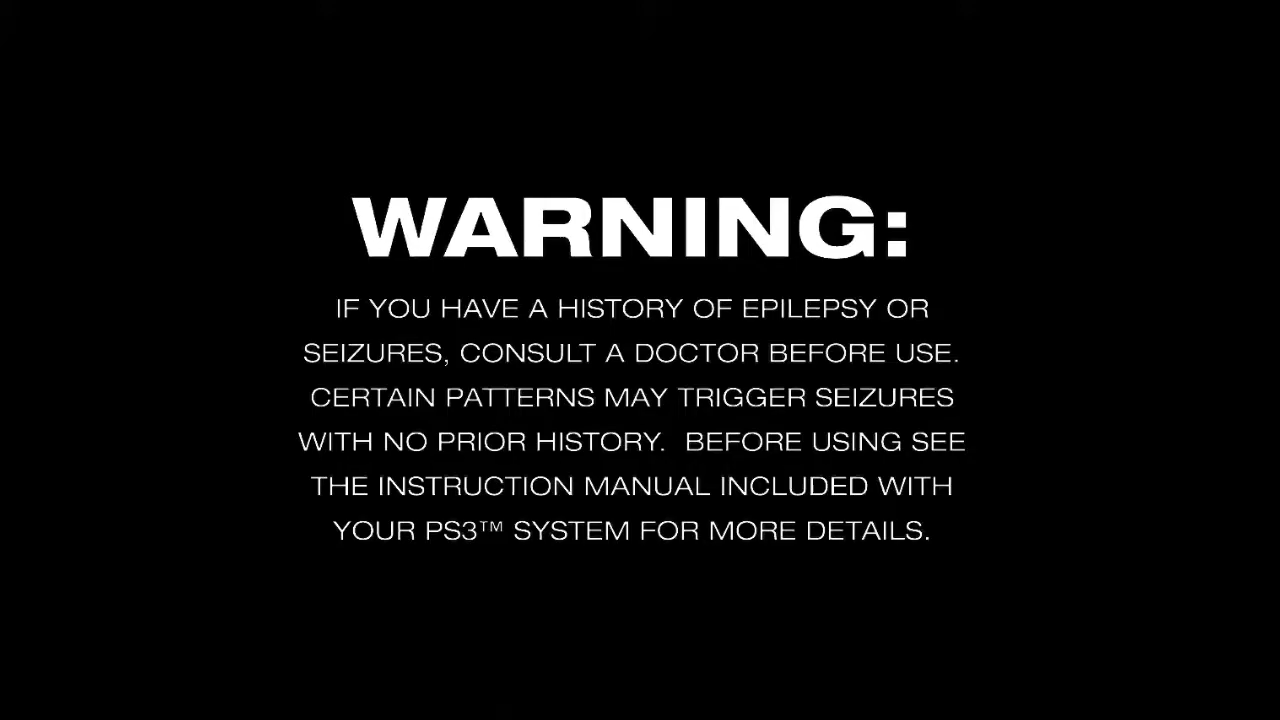 WARNING:
IF YOU HAVE A HISTORY OF EPILEPSY OR
SEIZURES, CONSULT A DOCTOR BEFORE USE.
CERTAIN PATTERNS MAY TRIGGER SEIZURES
WITH NO PRIOR HISTORY.  BEFORE USING SEE
THE INSTRUCTION MANUAL INCLUDED WITH
YOUR PS3™ SYSTEM FOR MORE DETAILS.